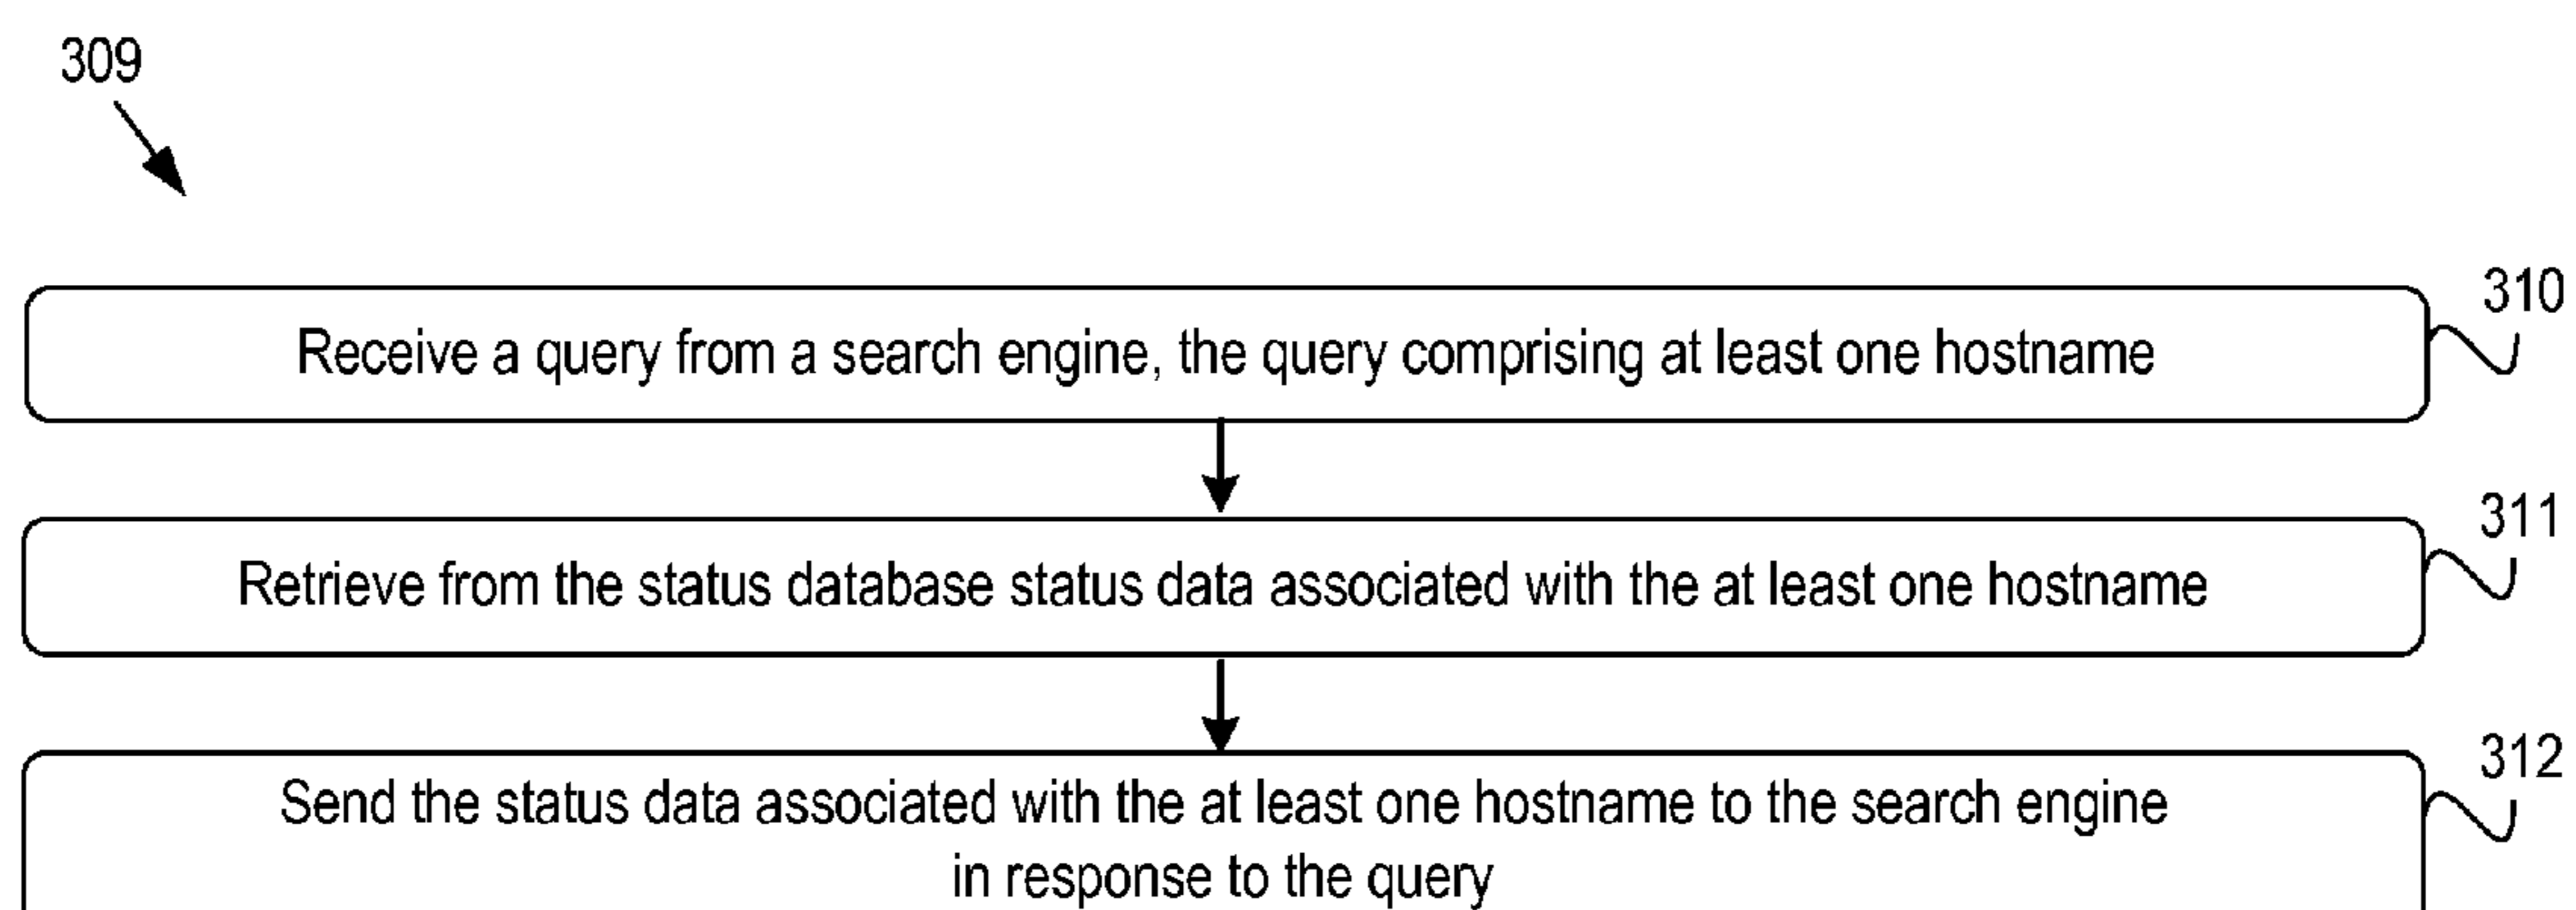 309
310
Receive a query from a search engine, the query comprising at least one hostname
311
Retrieve from the status database status data associated with the at least one hostname
312
Send the status data associated with the at least one hostname to the search engine
in response to the query